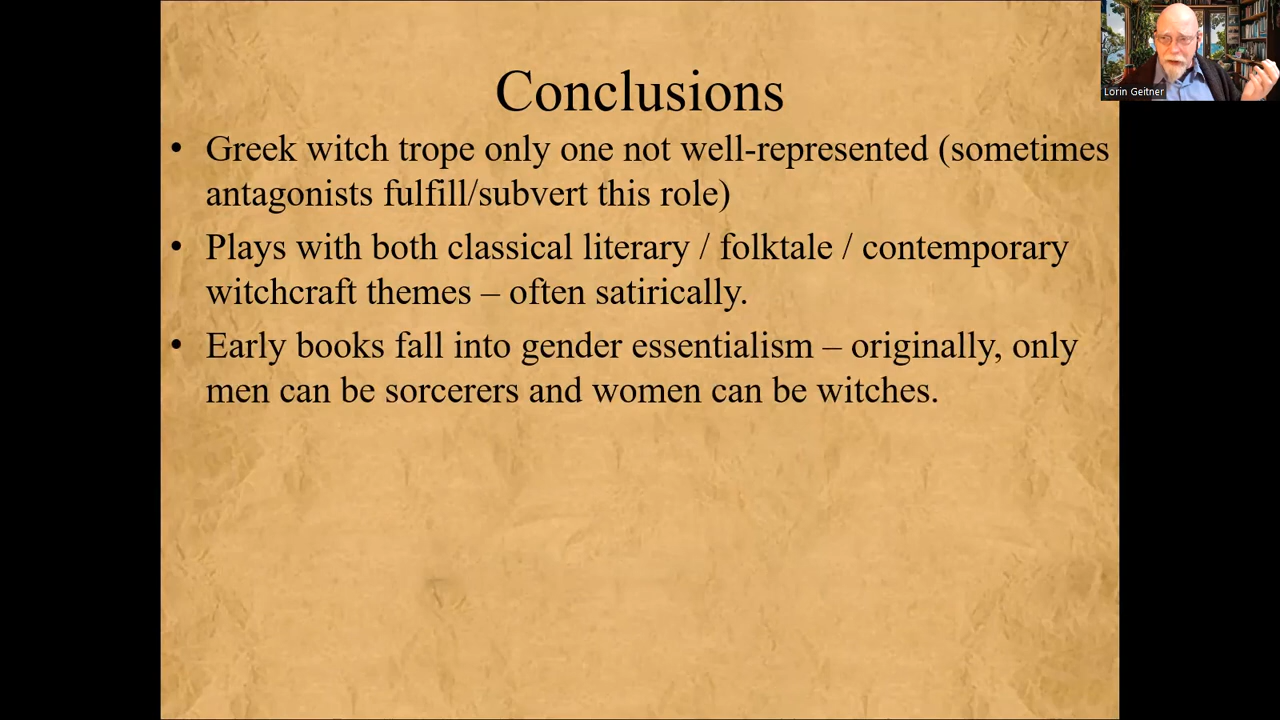 Lorin Geitner
Conclusions
• Greek witch trope only one not well-represented (sometimes
antagonists fulfill/subvert this role)
• Plays with both classical literary / folktale / contemporary
witchcraft themes – often satirically.
• Early books fall into gender essentialism – originally, only
men can be sorcerers and women can be witches.